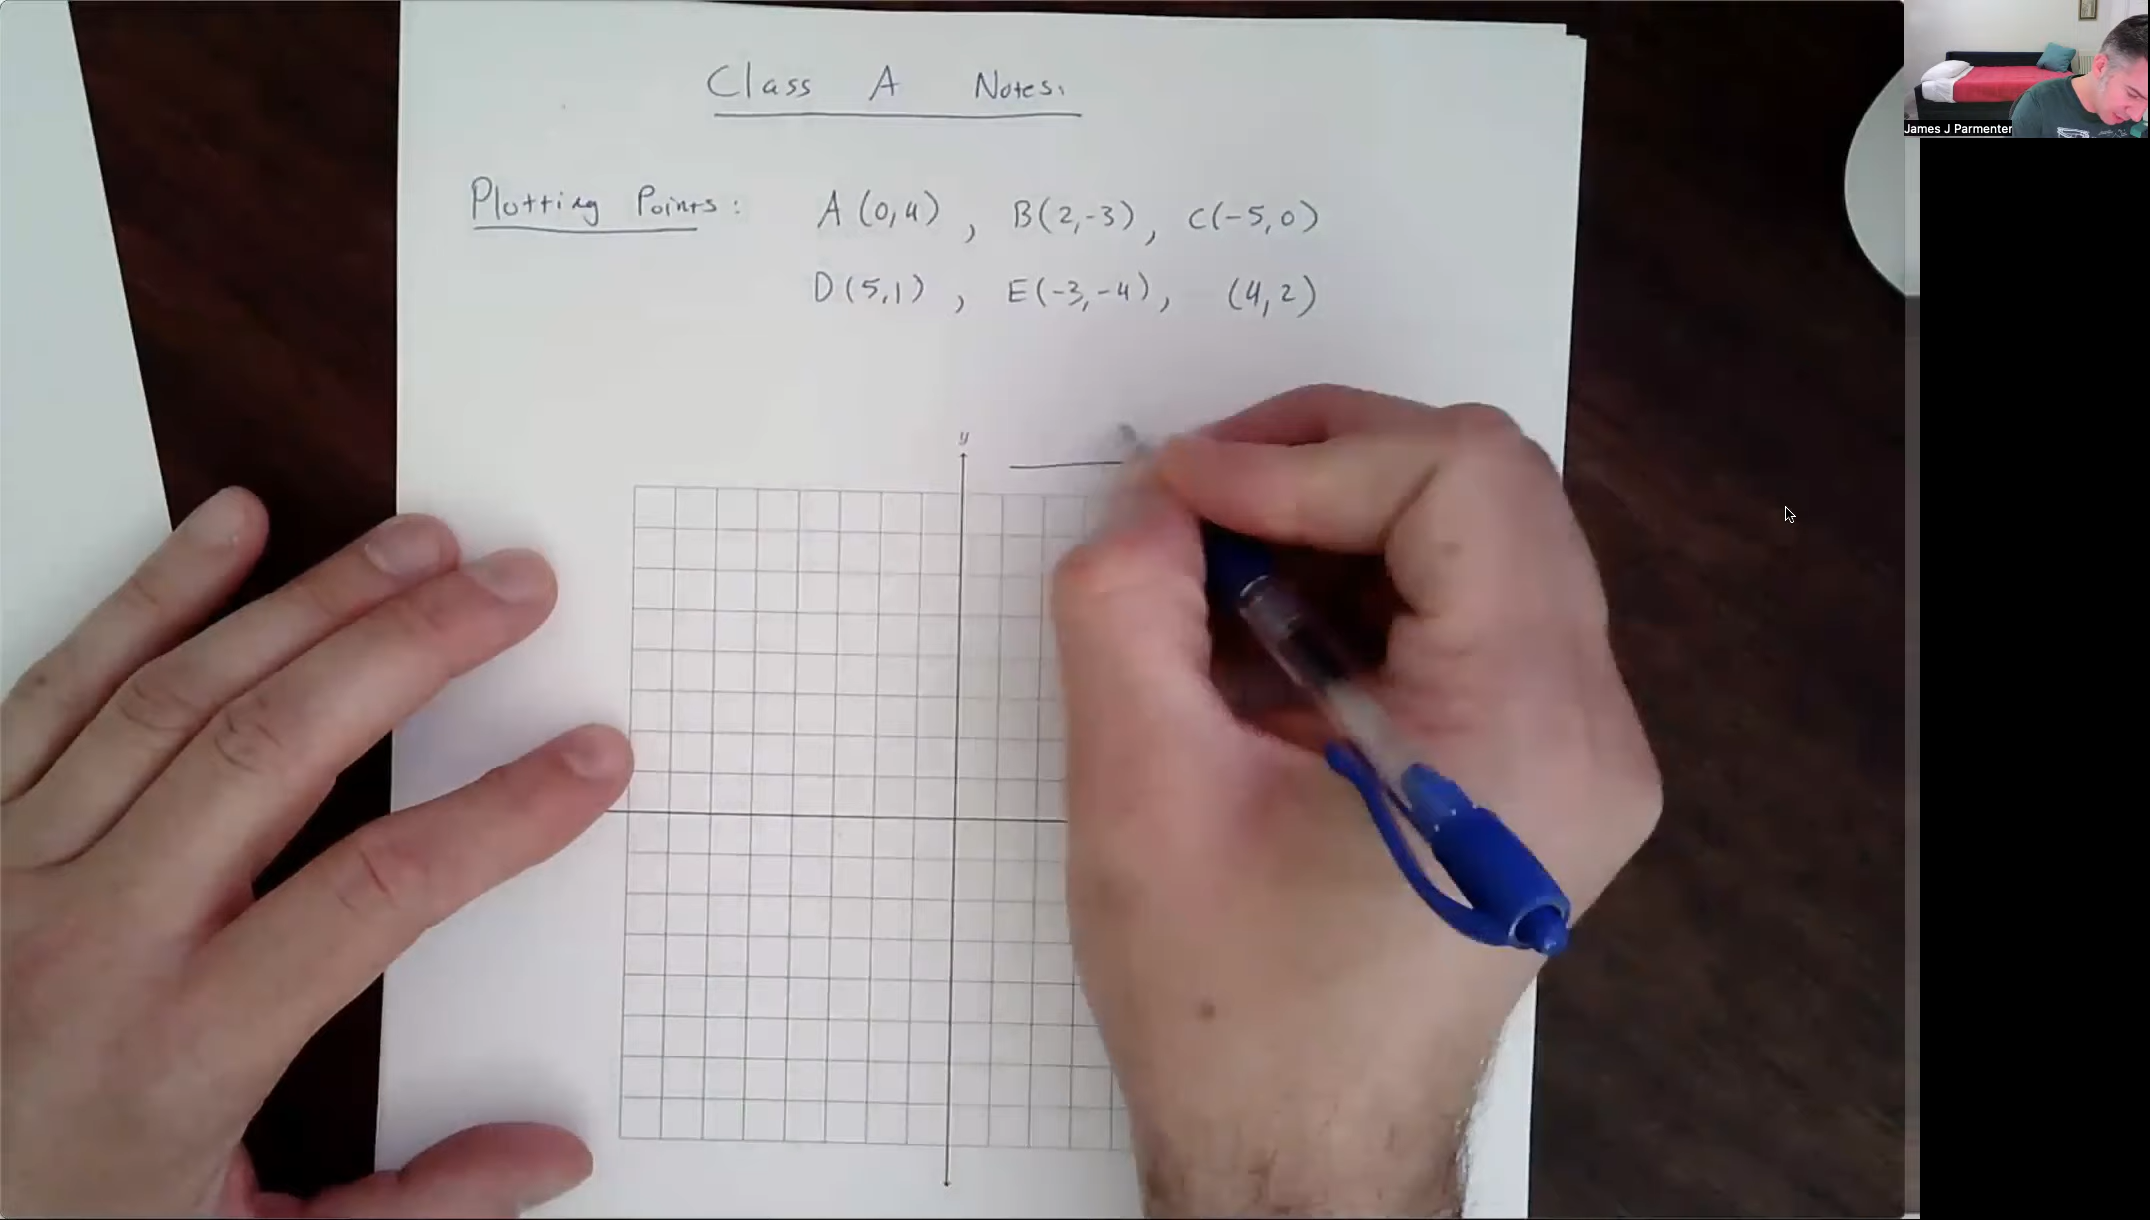 Class A Notes:
Plotting Points: A(0,4), B(2,-3), C(-5,0)
D(5,1), E(-3,-4), (4,2)
y
James J Parmenter